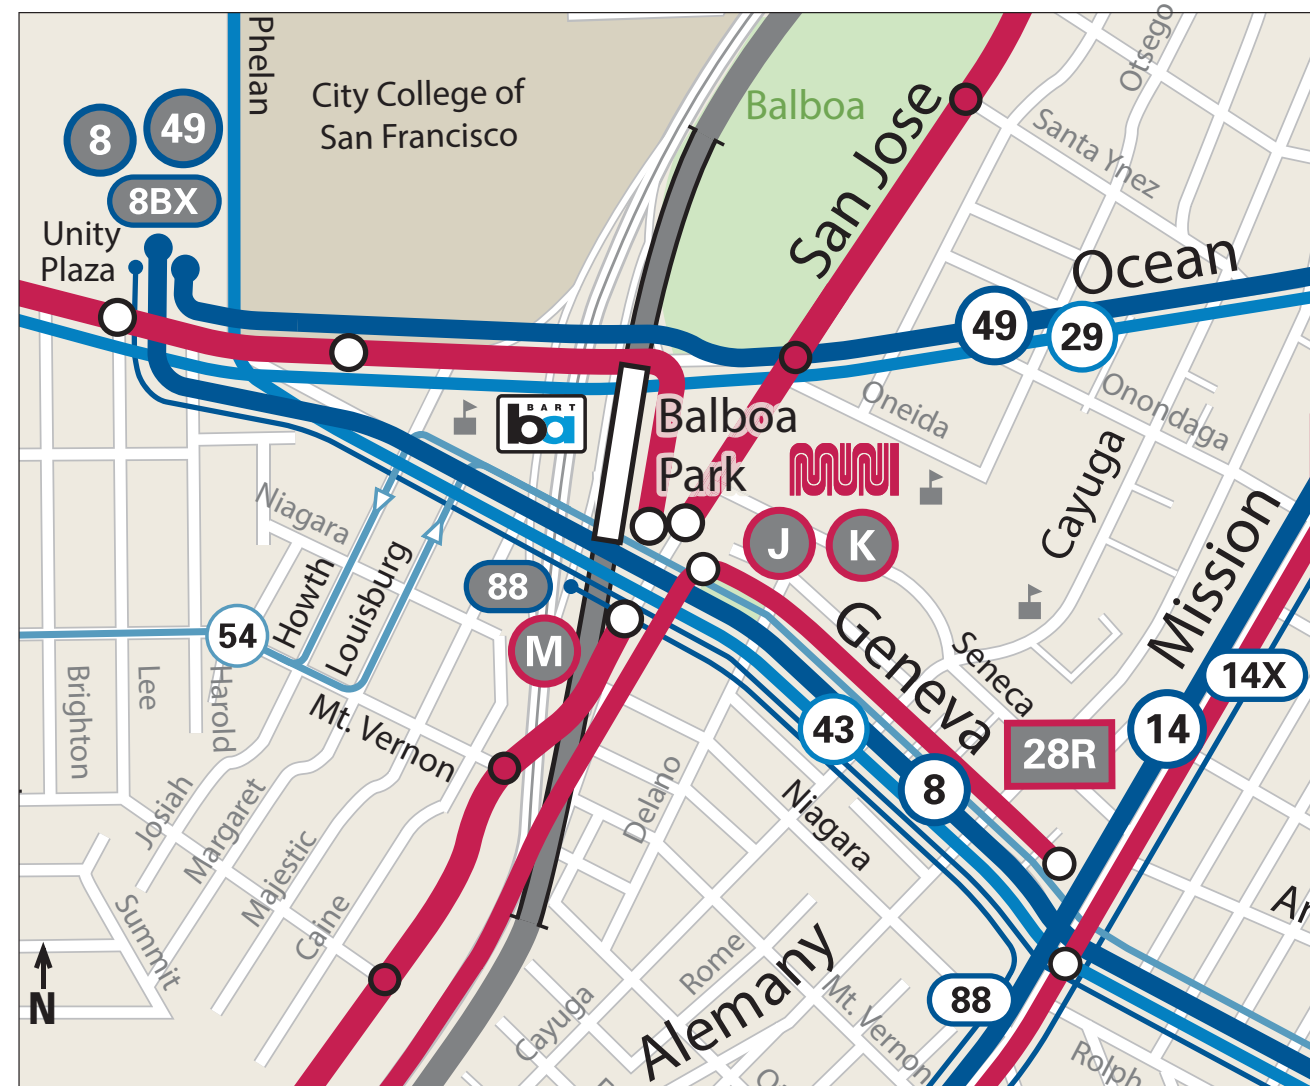 Phelan
City College of
San Francisco
8
49
8BX
Unity
Plaza
Balboa
San Jose
Otsego
Santa Ynez
Ocean
49
29
Oneida
Onondaga
BART
ba
Balboa
Park
MUNI
J
K
Cayuga
Mission
Niagara
Howth
Louisburg
88
M
54
Geneva
Seneca
14X
14
28R
43
8
Brighton
Lee
Harold
Mt. Vernon
Delano
Niagara
Josiah
Margaret
Majestic
Caine
Summit
N
Rome
Alemany
Cayuga
Mt. Vernon
88
Rolph